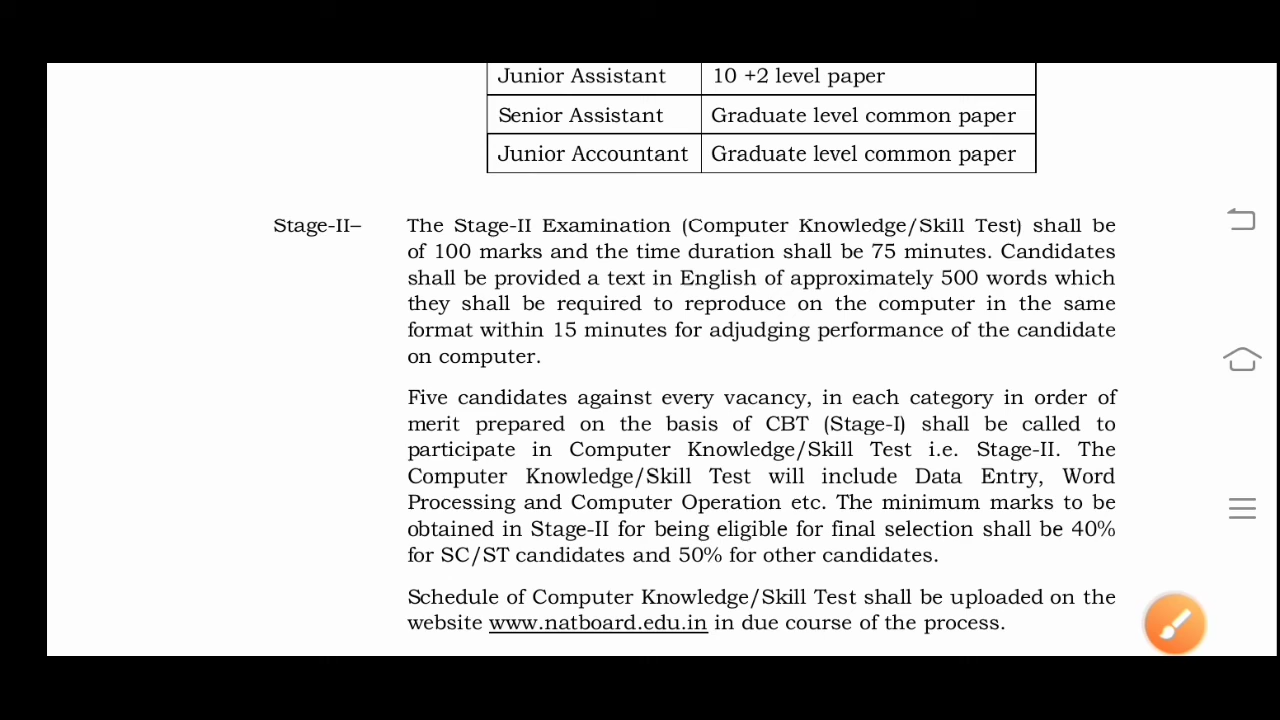 Junior Assistant 10 +2 level paper
Senior Assistant Graduate level common paper
Junior Accountant Graduate level common paper
Stage-II– The Stage-II Examination (Computer Knowledge/Skill Test) shall be
of 100 marks and the time duration shall be 75 minutes. Candidates
shall be provided a text in English of approximately 500 words which
they shall be required to reproduce on the computer in the same
format within 15 minutes for adjudging performance of the candidate
on computer.
Five candidates against every vacancy, in each category in order of
merit prepared on the basis of CBT (Stage-I) shall be called to
participate in Computer Knowledge/Skill Test i.e. Stage-II. The
Computer Knowledge/Skill Test will include Data Entry, Word
Processing and Computer Operation etc. The minimum marks to be
obtained in Stage-II for being eligible for final selection shall be 40%
for SC/ST candidates and 50% for other candidates.
Schedule of Computer Knowledge/Skill Test shall be uploaded on the
website www.natboard.edu.in in due course of the process.